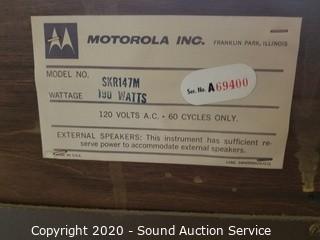 MOTOROLA INC. FRANKLIN PARK, ILLINOIS
MODEL NO. SKR147M
Ser. No. A69400
WATTAGE 190 WATTS
120 VOLTS A.C. • 60 CYCLES ONLY.
EXTERNAL SPEAKERS: This instrument has sufficient re-
serve power to accommodate external speakers.
Copyright © 2020 - Sound Auction Service